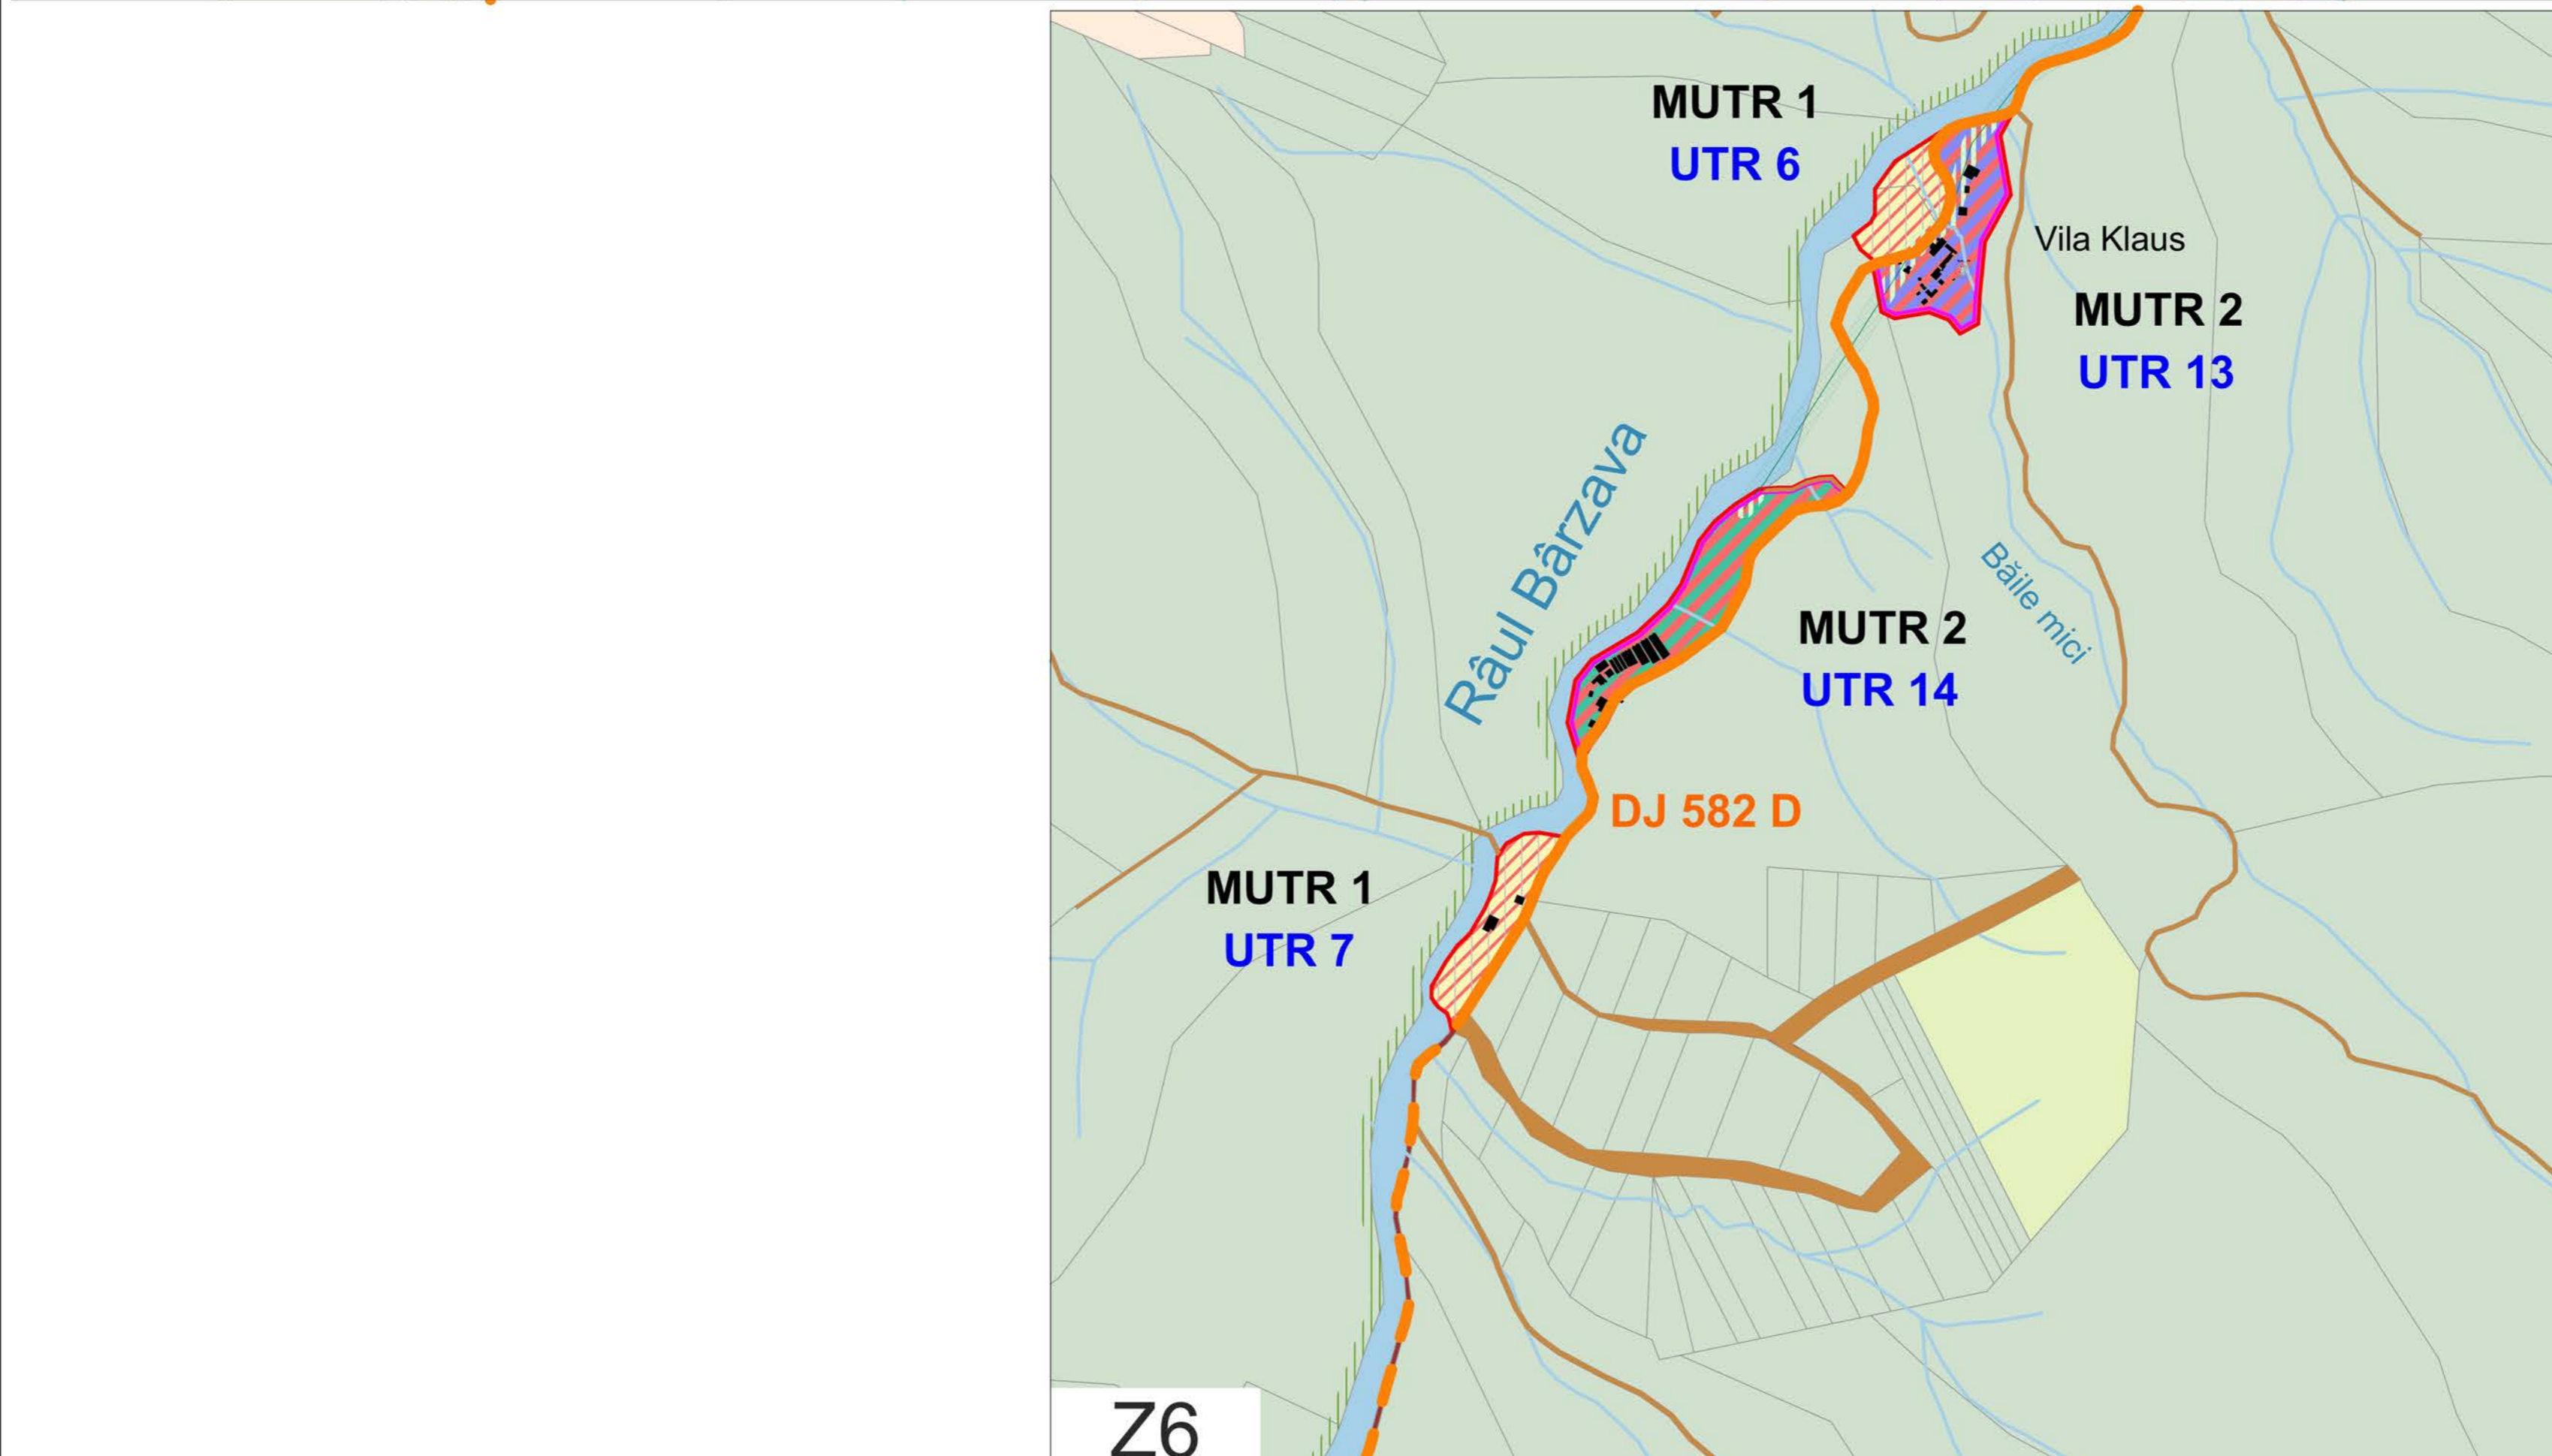 MUTR 1
UTR 6
Vila Klaus
MUTR 2
UTR 13
Râul Bârzava
Băile mici
MUTR 2
UTR 14
DJ 582 D
MUTR 1
UTR 7
Z6